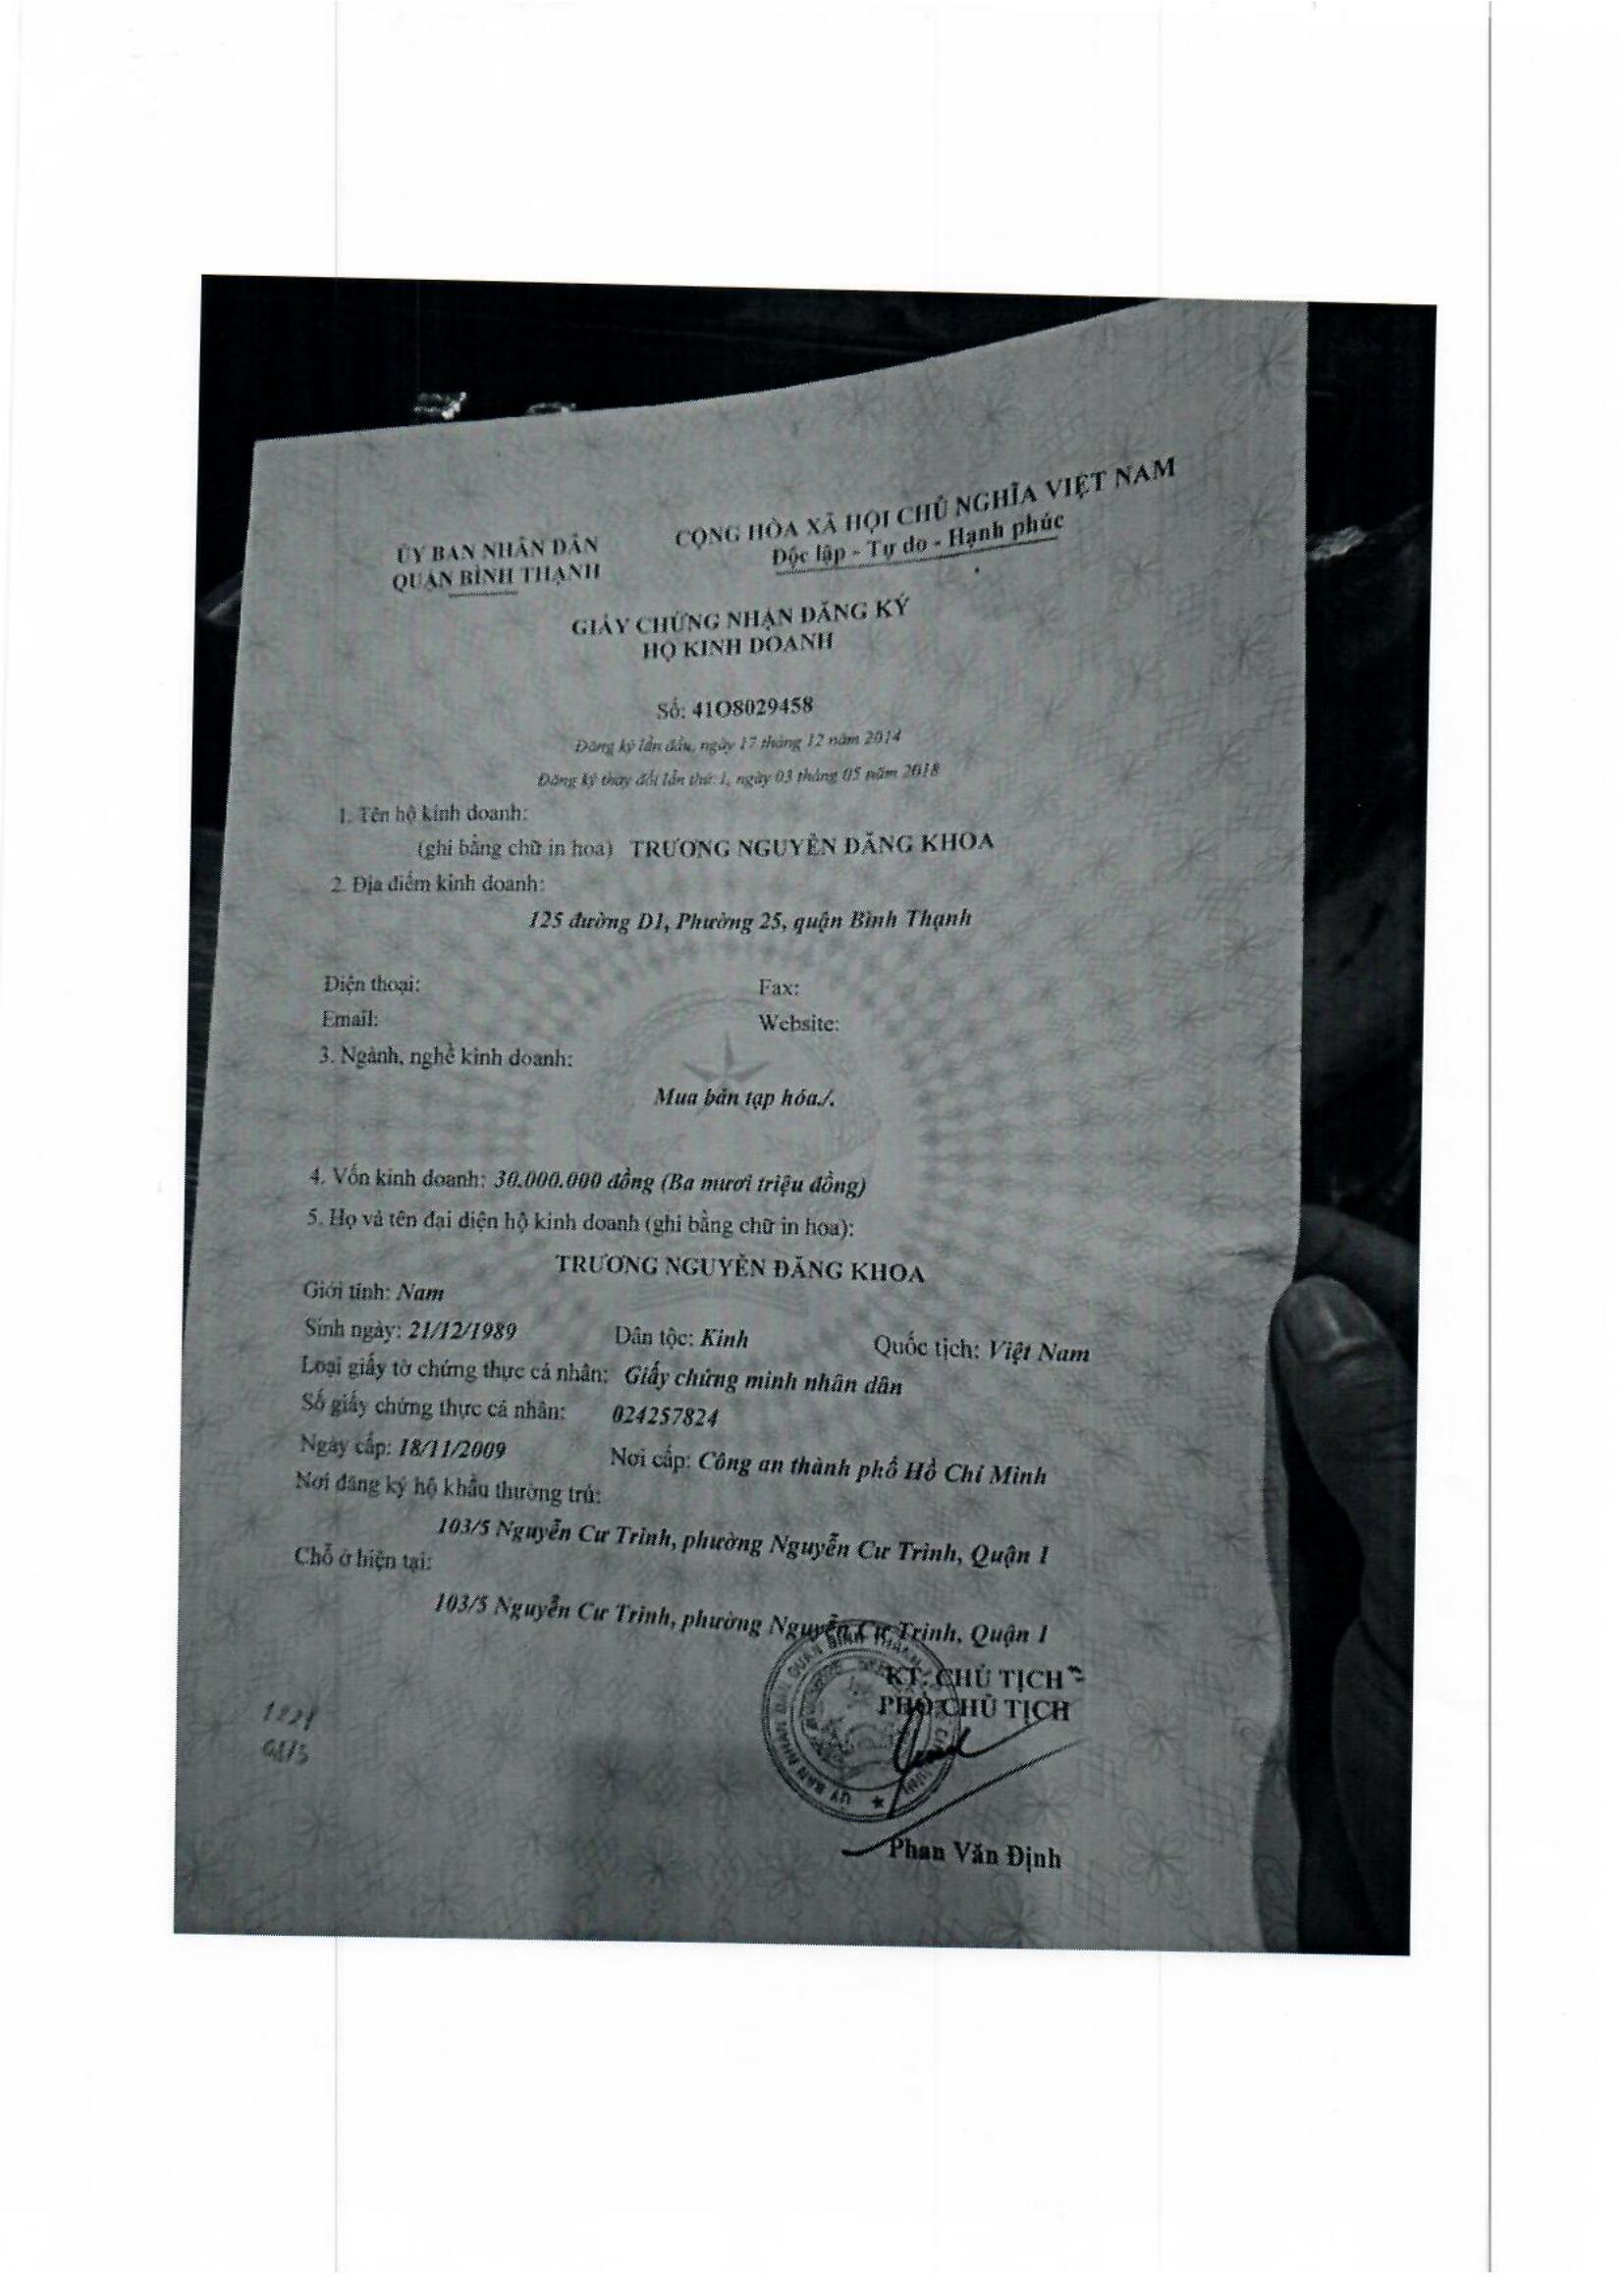 ỦY BAN NHÂN DÂN
QUẬN BÌNH THẠNH
CỘNG HÒA XÃ HỘI CHỦ NGHĨA VIỆT NAM
Độc lập - Tự do - Hạnh phúc
GIẤY CHỨNG NHẬN ĐĂNG KÝ
HỘ KINH DOANH
Số: 41O8029458
Đăng ký lần đầu, ngày 17 tháng 12 năm 2014
Đăng ký thay đổi lần thứ: 1, ngày 03 tháng 05 năm 2018
1. Tên hộ kinh doanh:
(ghi bằng chữ in hoa) TRƯƠNG NGUYỄN ĐĂNG KHOA
2. Địa điểm kinh doanh:
125 đường D1, Phường 25, quận Bình Thạnh
Điện thoại: Fax:
Email: Website:
3. Ngành, nghề kinh doanh:
Mua bán tạp hóa./.
4. Vốn kinh doanh: 30.000.000 đồng (Ba mươi triệu đồng)
5. Họ và tên đại diện hộ kinh doanh (ghi bằng chữ in hoa):
TRƯƠNG NGUYỄN ĐĂNG KHOA
Giới tính: Nam
Sinh ngày: 21/12/1989 Dân tộc: Kinh Quốc tịch: Việt Nam
Loại giấy tờ chứng thực cá nhân: Giấy chứng minh nhân dân
Số giấy chứng thực cá nhân: 024257824
Ngày cấp: 18/11/2009 Nơi cấp: Công an thành phố Hồ Chí Minh
Nơi đăng ký hộ khẩu thường trú:
103/5 Nguyễn Cư Trinh, phường Nguyễn Cư Trinh, Quận 1
Chỗ ở hiện tại:
103/5 Nguyễn Cư Trinh, phường Nguyễn Cư Trinh, Quận 1
KT. CHỦ TỊCH
PHÓ CHỦ TỊCH
ỦY BAN NHÂN DÂN QUẬN BÌNH THẠNH
Phan Văn Định